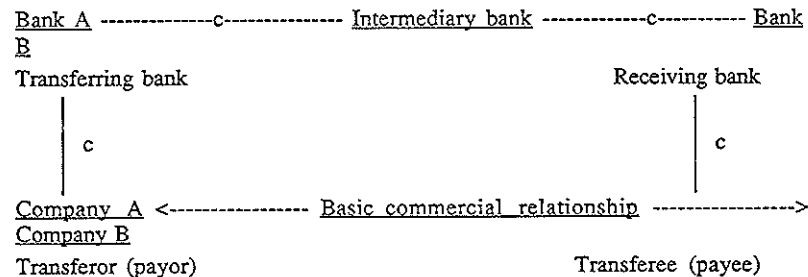 Bank A -------------c-------------- Intermediary bank --------------c---------- Bank
B
Transferring bank Receiving bank
c c
Company A <---------------- Basic commercial relationship ------------------>
Company B
Transferor (payor) Transferee (payee)